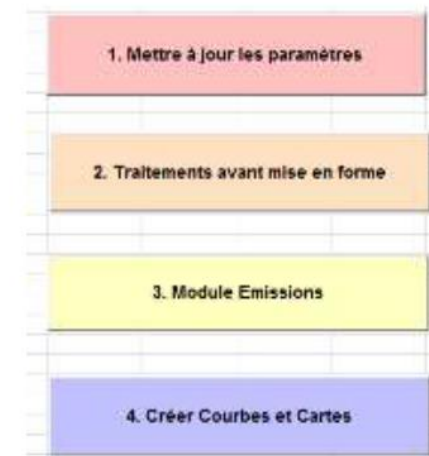 1. Mettre à jour les paramètres
2. Traitements avant mise en forme
3. Module Emissions
4. Créer Courbes et Cartes